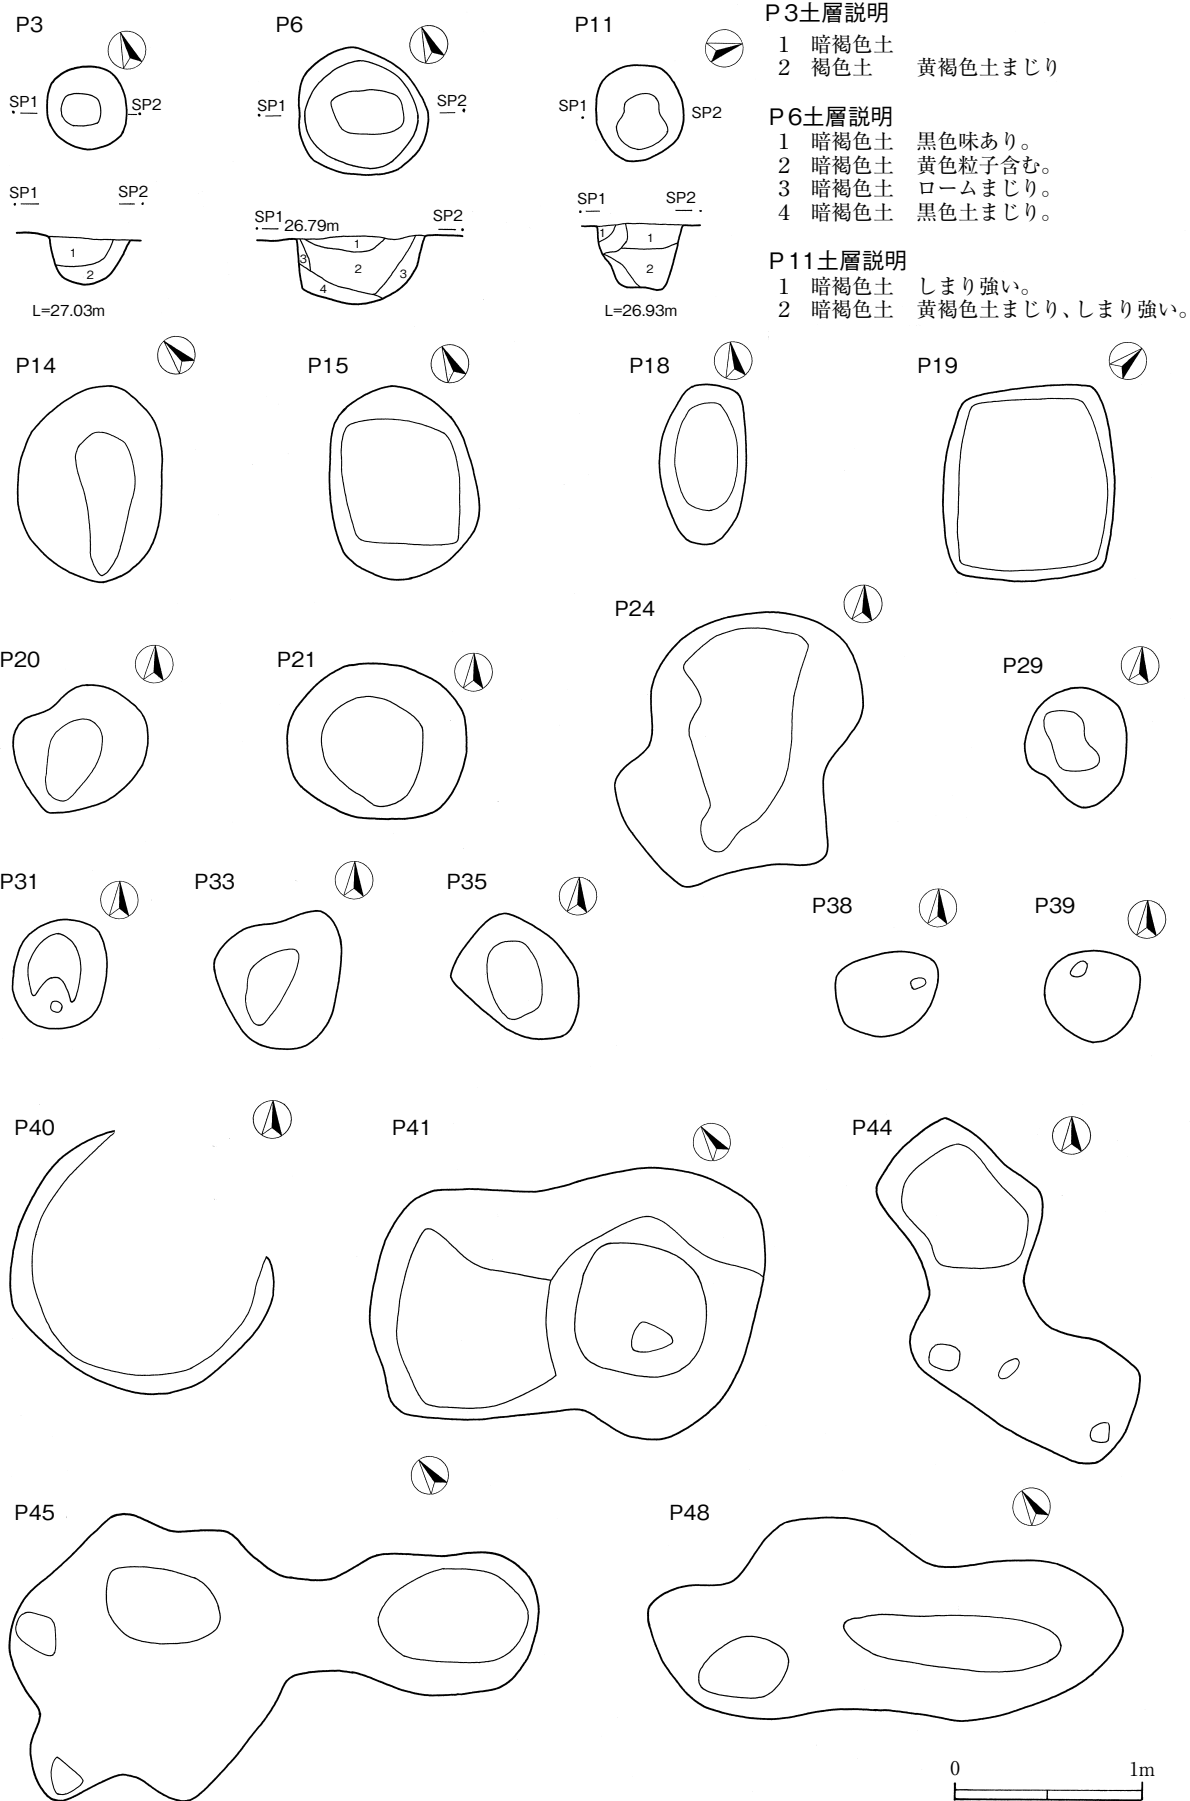 P3
SP1
SP2
SP1
SP2
1
2
L=27.03m
P6
SP1
SP2
SP1
26.79m
SP2
1
2
3
3
4
P11
SP1
SP2
SP1
SP2
1
1
2
L=26.93m
P3土層説明
1 暗褐色土
2 褐色土 黄褐色土まじり
P6土層説明
1 暗褐色土 黒色味あり。
2 暗褐色土 黄色粒子含む。
3 暗褐色土 ロームまじり。
4 暗褐色土 黒色土まじり。
P11土層説明
1 暗褐色土 しまり強い。
2 暗褐色土 黄褐色土まじり、しまり強い。
P14
P15
P18
P19
P20
P21
P24
P29
P31
P33
P35
P38
P39
P40
P41
P44
P45
P48
0 1m